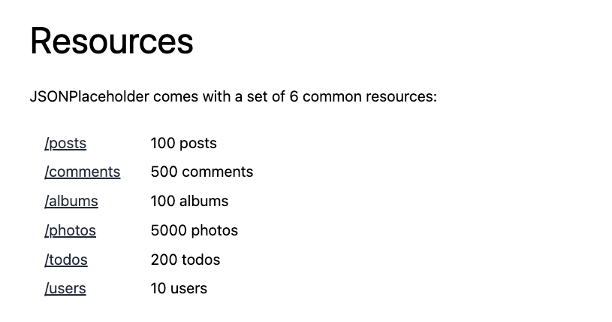 Resources
JSONPlaceholder comes with a set of 6 common resources:
/posts 100 posts
/comments 500 comments
/albums 100 albums
/photos 5000 photos
/todos 200 todos
/users 10 users